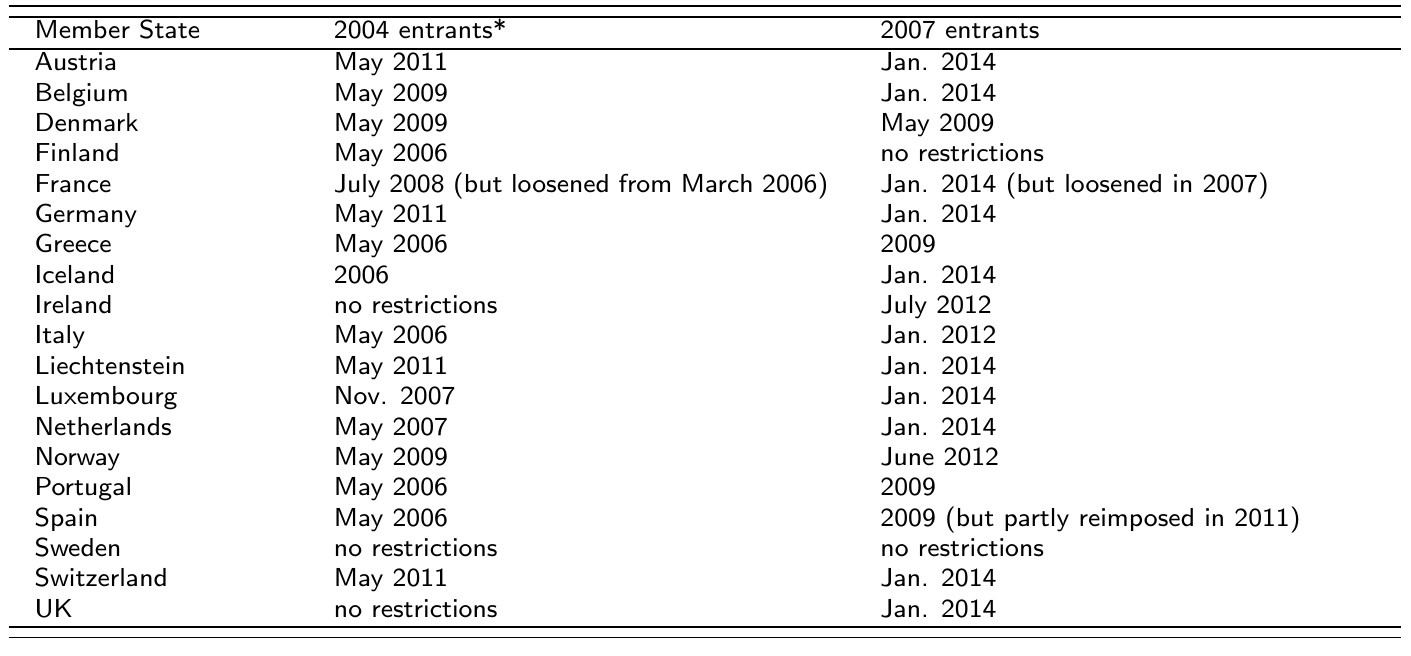 Member State 2004 entrants* 2007 entrants
Austria May 2011 Jan. 2014
Belgium May 2009 Jan. 2014
Denmark May 2009 May 2009
Finland May 2006 no restrictions
France July 2008 (but loosened from March 2006) Jan. 2014 (but loosened in 2007)
Germany May 2011 Jan. 2014
Greece May 2006 2009
Iceland 2006 Jan. 2014
Ireland no restrictions July 2012
Italy May 2006 Jan. 2012
Liechtenstein May 2011 Jan. 2014
Luxembourg Nov. 2007 Jan. 2014
Netherlands May 2007 Jan. 2014
Norway May 2009 June 2012
Portugal May 2006 2009
Spain May 2006 2009 (but partly reimposed in 2011)
Sweden no restrictions no restrictions
Switzerland May 2011 Jan. 2014
UK no restrictions Jan. 2014